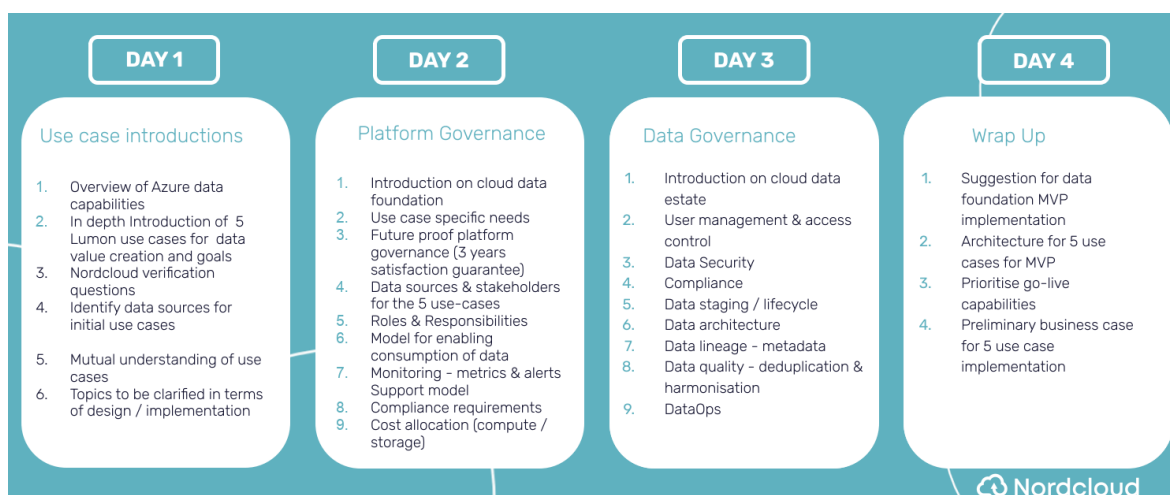 DAY 1
Use case introductions
1. Overview of Azure data
capabilities
2. In depth Introduction of 5
Lumon use cases for data
value creation and goals
3. Nordcloud verification
questions
4. Identify data sources for
initial use cases
5. Mutual understanding of use
cases
6. Topics to be clarified in terms
of design / implementation
DAY 2
Platform Governance
1. Introduction on cloud data
foundation
2. Use case specific needs
3. Future proof platform
governance (3 years
satisfaction guarantee)
4. Data sources & stakeholders
for the 5 use-cases
5. Roles & Responsibilities
6. Model for enabling
consumption of data
7. Monitoring - metrics & alerts
Support model
8. Compliance requirements
9. Cost allocation (compute /
storage)
DAY 3
Data Governance
1. Introduction on cloud data
estate
2. User management & access
control
3. Data Security
4. Compliance
5. Data staging / lifecycle
6. Data architecture
7. Data lineage - metadata
8. Data quality - deduplication &
harmonisation
9. DataOps
DAY 4
Wrap Up
1. Suggestion for data
foundation MVP
implementation
2. Architecture for 5 use
cases for MVP
3. Prioritise go-live
capabilities
4. Preliminary business case
for 5 use case
implementation
Nordcloud